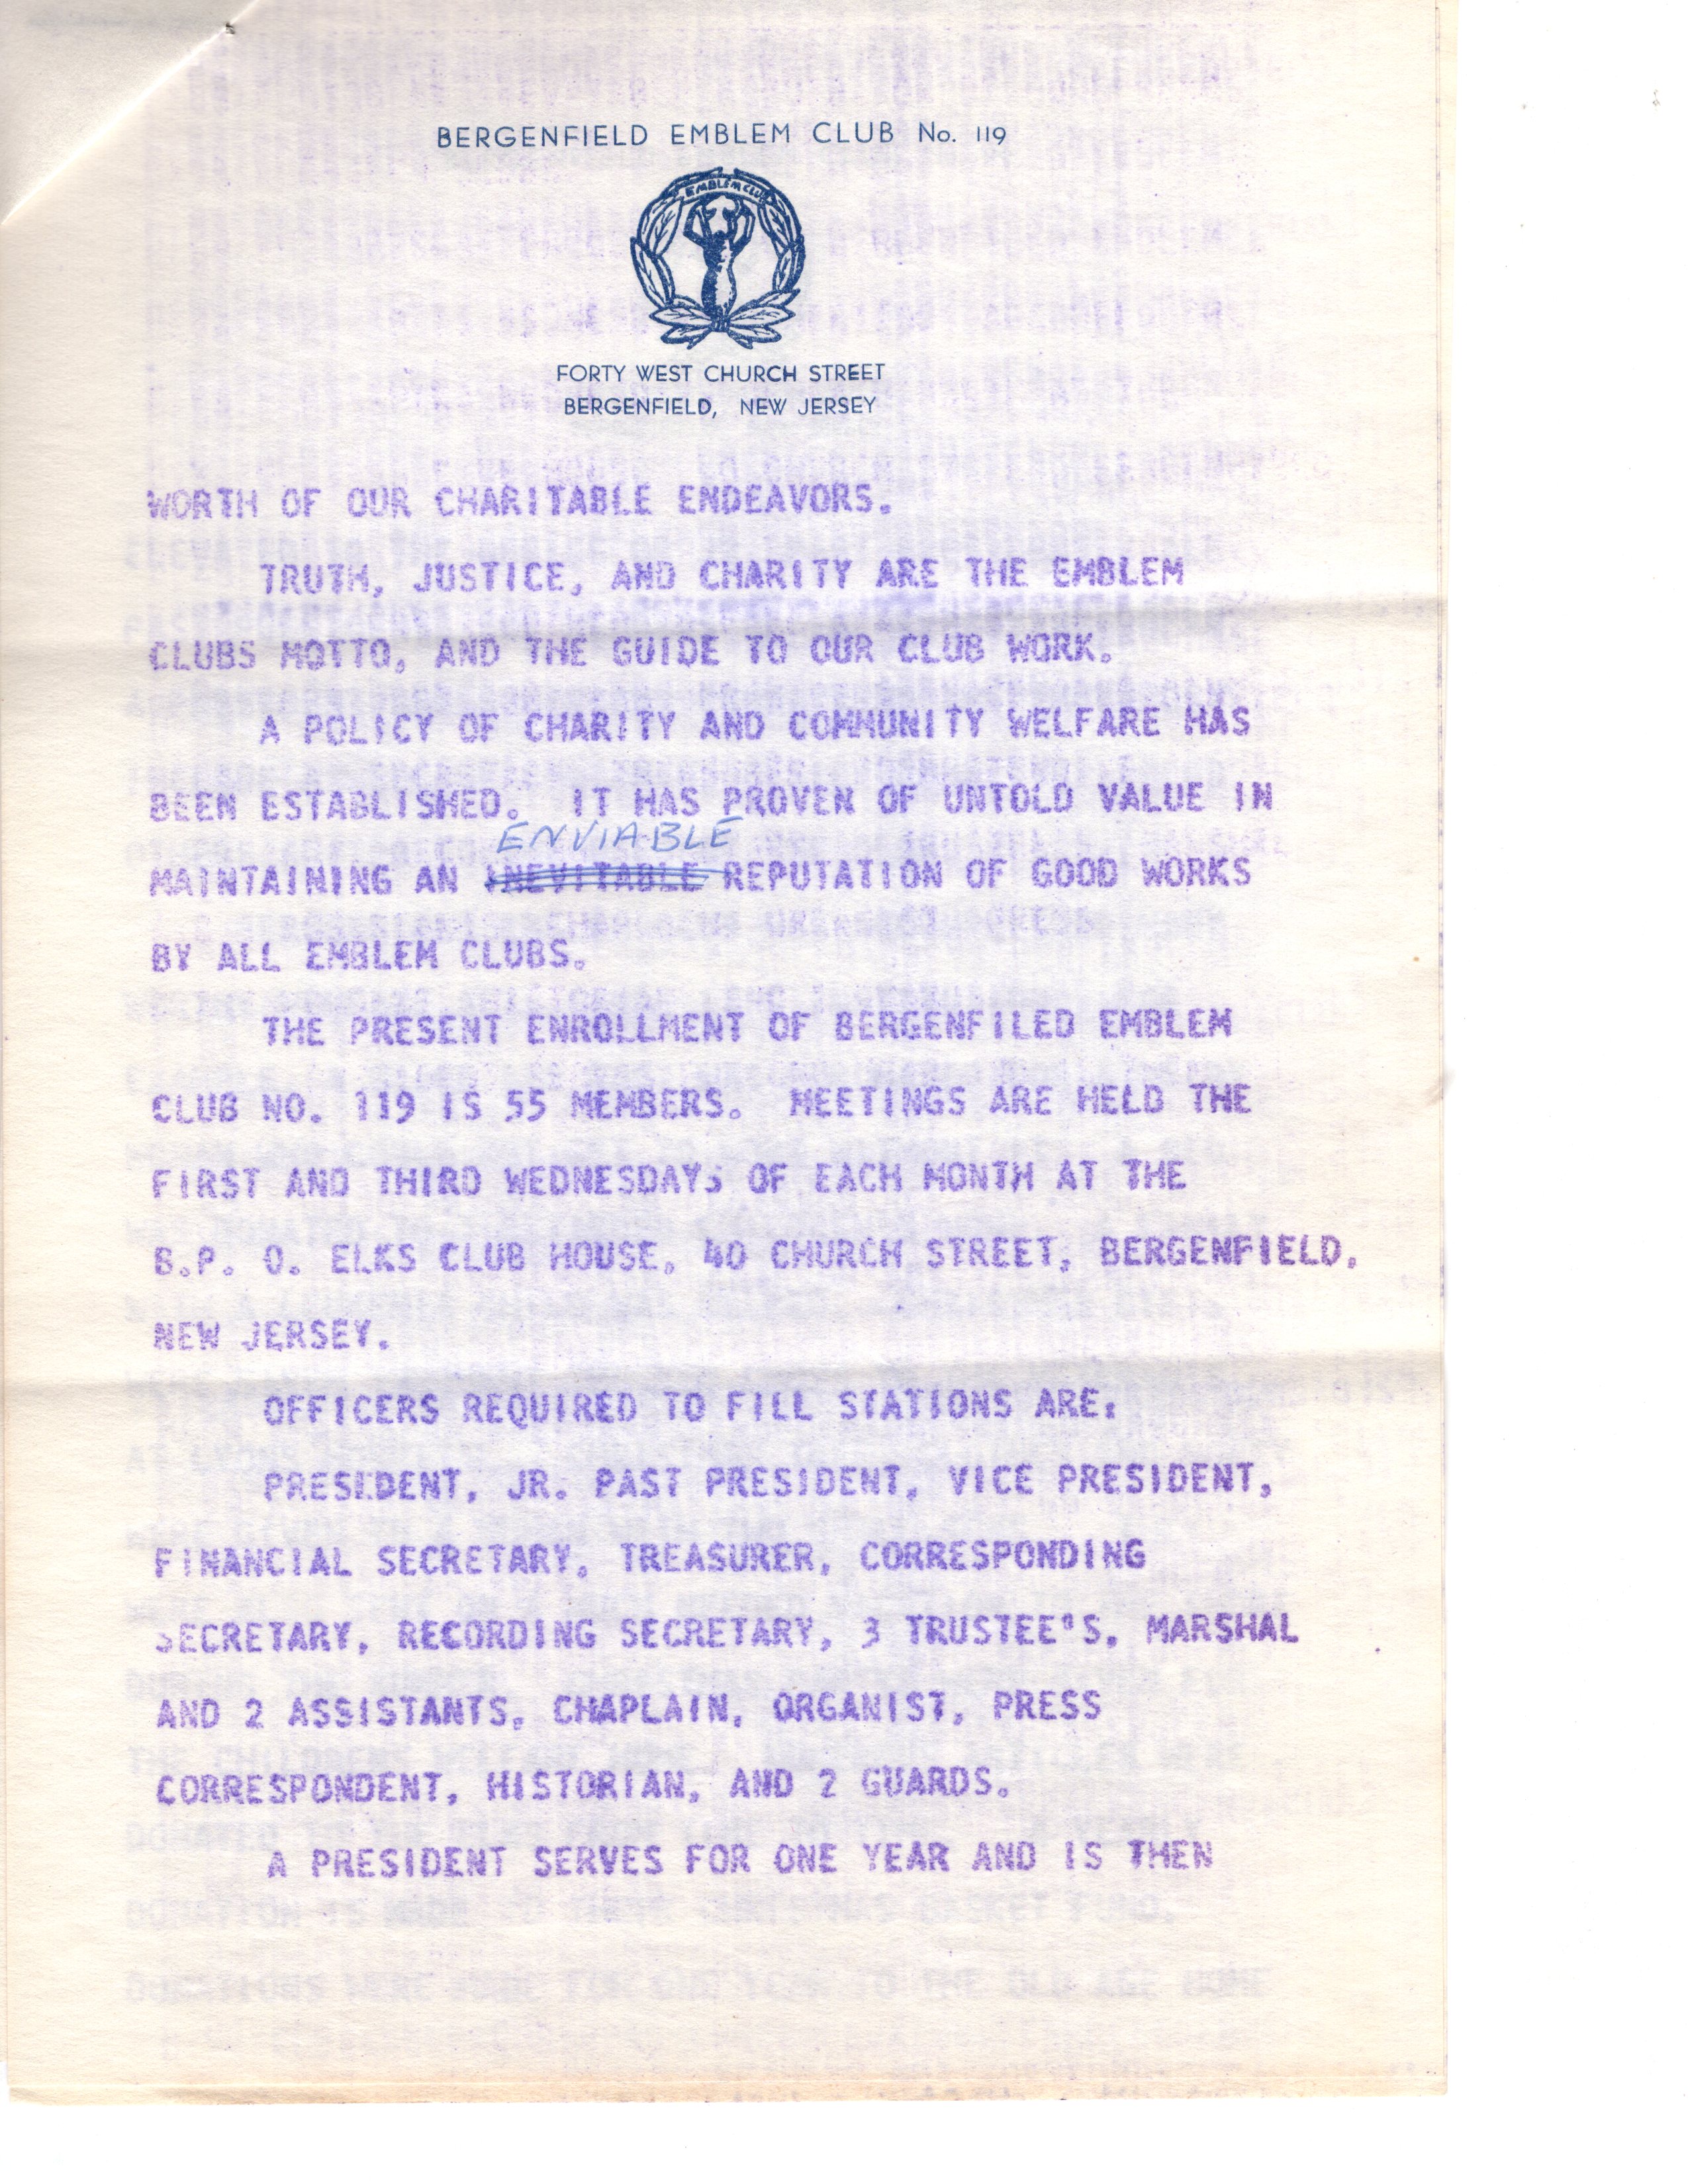 BERGENFIELD EMBLEM CLUB No. 119
EMBLEM CLUB
FORTY WEST CHURCH STREET
BERGENFIELD, NEW JERSEY
WORTH OF OUR CHARITABLE ENDEAVORS.
TRUTH, JUSTICE, AND CHARITY ARE THE EMBLEM
CLUBS MOTTO, AND THE GUIDE TO OUR CLUB WORK.
A POLICY OF CHARITY AND COMMUNITY WELFARE HAS
BEEN ESTABLISHED. IT HAS PROVEN OF UNTOLD VALUE IN
ENVIABLE
MAINTAINING AN INEVITABLE REPUTATION OF GOOD WORKS
BY ALL EMBLEM CLUBS.
THE PRESENT ENROLLMENT OF BERGENFILED EMBLEM
CLUB NO. 119 IS 55 MEMBERS. MEETINGS ARE HELD THE
FIRST AND THIRD WEDNESDAYS OF EACH MONTH AT THE
B.P. O. ELKS CLUB HOUSE, 40 CHURCH STREET, BERGENFIELD,
NEW JERSEY.
OFFICERS REQUIRED TO FILL STATIONS ARE:
PRESIDENT, JR. PAST PRESIDENT, VICE PRESIDENT,
FINANCIAL SECRETARY, TREASURER, CORRESPONDING
SECRETARY, RECORDING SECRETARY, 3 TRUSTEE'S, MARSHAL
AND 2 ASSISTANTS, CHAPLAIN, ORGANIST, PRESS
CORRESPONDENT, HISTORIAN, AND 2 GUARDS.
A PRESIDENT SERVES FOR ONE YEAR AND IS THEN